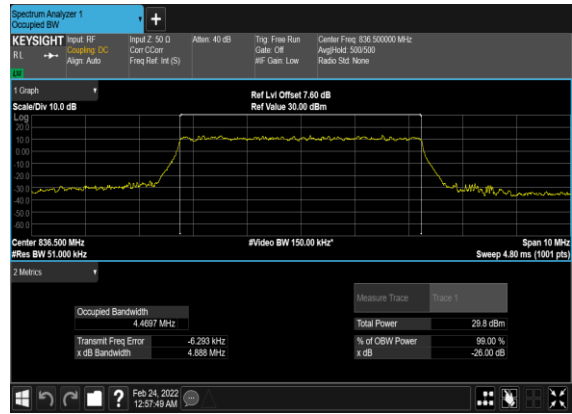 Spectrum Analyzer 1
Occupied BW
+
KEYSIGHT Input: RF Input Z: 50 Ω Atten: 40 dB Trig: Free Run Center Freq: 836.500000 MHz
RL Coupling: DC Corr CCorr Gate: Off Avg|Hold: 500/500
Align: Auto Freq Ref: Int (S) #IF Gain: Low Radio Std: None
1 Graph
Ref Lvl Offset 7.60 dB
Scale/Div 10.0 dB Ref Value 30.00 dBm
Log
20.0
10.0
0.00
-10.0
-20.0
-30.0
-40.0
-50.0
-60.0
Center 836.500 MHz #Video BW 150.00 kHz* Span 10 MHz
#Res BW 51.000 kHz Sweep 4.80 ms (1001 pts)
2 Metrics
Measure Trace Trace 1
Occupied Bandwidth
4.4697 MHz Total Power 29.8 dBm
Transmit Freq Error -6.293 kHz % of OBW Power 99.00 %
x dB Bandwidth 4.888 MHz x dB -26.00 dB
? Feb 24, 2022
12:57:49 AM